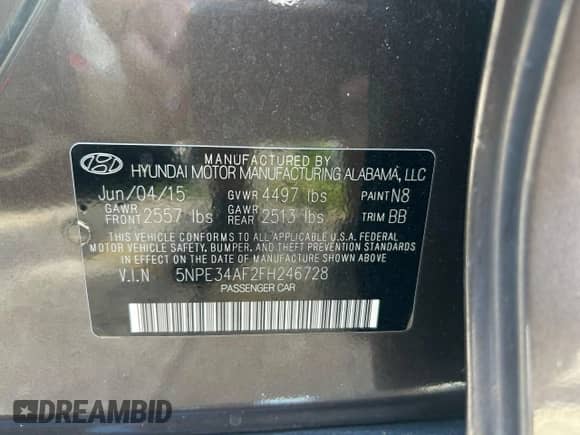 MANUFACTURED BY
HYUNDAI MOTOR MANUFACTURING ALABAMA, LLC
Jun/04/15 GVWR 4497 lbs PAINT N8
GAWR FRONT 2557 lbs GAWR REAR 2513 lbs TRIM BB
THIS VEHICLE CONFORMS TO ALL APPLICABLE U.S.A. FEDERAL
MOTOR VEHICLE SAFETY, BUMPER, AND THEFT PREVENTION STANDARDS
IN EFFECT ON THE DATE OF MANUFACTURE SHOWN ABOVE
V.I.N 5NPE34AF2FH246728
PASSENGER CAR
DREAMBID